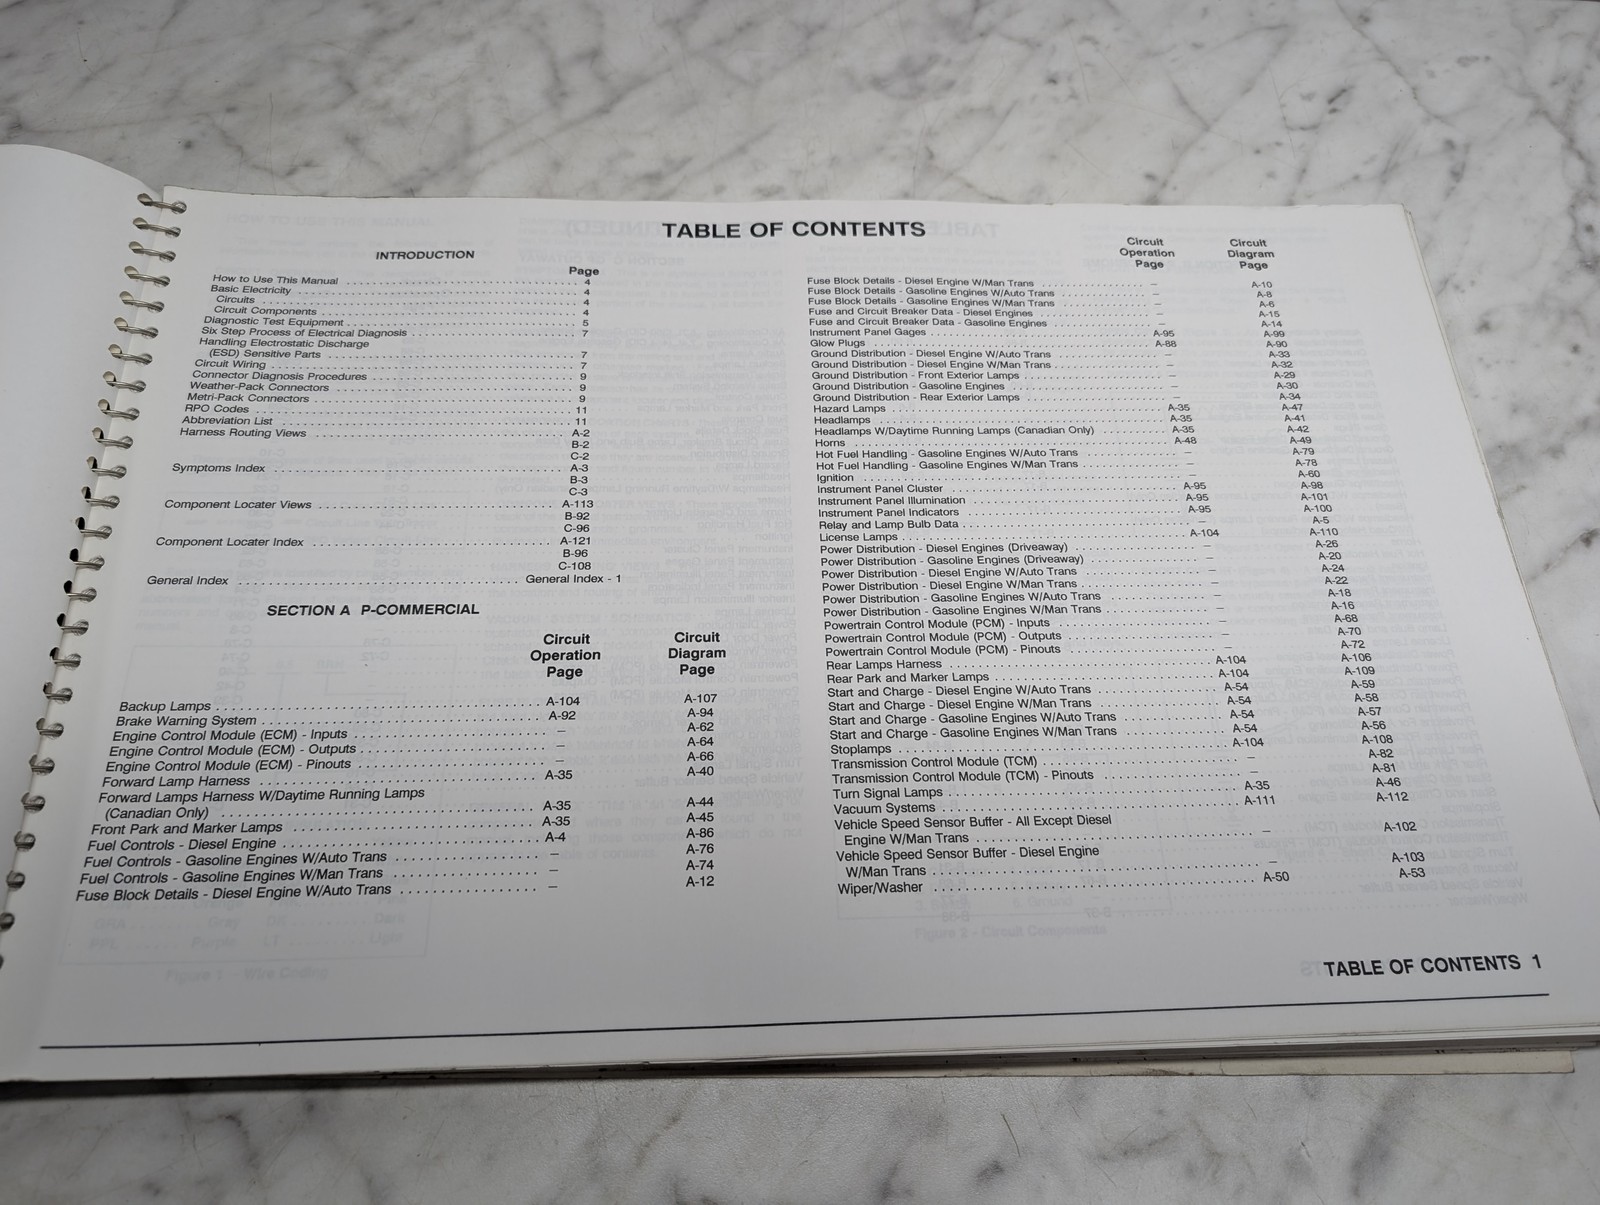 TABLE OF CONTENTS
INTRODUCTION
Page
How to Use This Manual 4
Basic Electricity 4
Circuits 4
Circuit Components 4
Diagnostic Test Equipment 5
Six Step Process of Electrical Diagnosis 7
Handling Electrostatic Discharge
(ESD) Sensitive Parts 7
Circuit Wiring 7
Connector Diagnosis Procedures 9
Weather-Pack Connectors 9
Metri-Pack Connectors 9
RPO Codes 11
Abbreviation List 11
Harness Routing Views A-2
B-2
C-2
Symptoms Index A-3
B-3
C-3
Component Locater Views A-113
B-92
C-96
Component Locater Index A-121
B-96
C-108
General Index General Index - 1
SECTION A P-COMMERCIAL
Circuit Operation Page
Circuit Diagram Page
Backup Lamps A-104 A-107
Brake Warning System A-92 A-94
Engine Control Module (ECM) - Inputs – A-62
Engine Control Module (ECM) - Outputs – A-64
Engine Control Module (ECM) - Pinouts – A-66
Forward Lamp Harness A-35 A-40
Forward Lamps Harness W/Daytime Running Lamps
(Canadian Only) A-35 A-44
Front Park and Marker Lamps A-35 A-45
Fuel Controls - Diesel Engine A-4 A-86
Fuel Controls - Gasoline Engines W/Auto Trans – A-76
Fuel Controls - Gasoline Engines W/Man Trans – A-74
Fuse Block Details - Diesel Engine W/Auto Trans – A-12
Circuit Operation Page
Circuit Diagram Page
Fuse Block Details - Diesel Engine W/Man Trans – A-10
Fuse Block Details - Gasoline Engines W/Auto Trans – A-8
Fuse Block Details - Gasoline Engines W/Man Trans – A-6
Fuse and Circuit Breaker Data - Diesel Engines – A-15
Fuse and Circuit Breaker Data - Gasoline Engines – A-14
Instrument Panel Gages A-95 A-99
Glow Plugs A-88 A-90
Ground Distribution - Diesel Engine W/Auto Trans – A-33
Ground Distribution - Diesel Engine W/Man Trans – A-32
Ground Distribution - Front Exterior Lamps – A-29
Ground Distribution - Gasoline Engines – A-30
Ground Distribution - Rear Exterior Lamps – A-34
Hazard Lamps A-35 A-47
Headlamps A-35 A-41
Headlamps W/Daytime Running Lamps (Canadian Only) A-35 A-42
Horns A-48 A-49
Hot Fuel Handling - Gasoline Engines W/Auto Trans – A-79
Hot Fuel Handling - Gasoline Engines W/Man Trans – A-78
Ignition – A-60
Instrument Panel Cluster A-95 A-98
Instrument Panel Illumination A-95 A-101
Instrument Panel Indicators A-95 A-100
Relay and Lamp Bulb Data – A-5
License Lamps A-104 A-110
Power Distribution - Diesel Engines (Driveaway) – A-26
Power Distribution - Gasoline Engines (Driveaway) – A-20
Power Distribution - Diesel Engine W/Auto Trans – A-24
Power Distribution - Diesel Engine W/Man Trans – A-22
Power Distribution - Gasoline Engines W/Auto Trans – A-18
Power Distribution - Gasoline Engines W/Man Trans – A-16
Powertrain Control Module (PCM) - Inputs – A-68
Powertrain Control Module (PCM) - Outputs – A-70
Powertrain Control Module (PCM) - Pinouts – A-72
Rear Lamps Harness A-104 A-106
Rear Park and Marker Lamps A-104 A-109
Start and Charge - Diesel Engine W/Auto Trans A-54 A-59
Start and Charge - Diesel Engine W/Man Trans A-54 A-58
Start and Charge - Gasoline Engines W/Auto Trans A-54 A-57
Start and Charge - Gasoline Engines W/Man Trans A-54 A-56
Stoplamps A-104 A-108
Transmission Control Module (TCM) – A-82
Transmission Control Module (TCM) - Pinouts – A-81
Turn Signal Lamps A-35 A-46
Vacuum Systems A-111 A-112
Vehicle Speed Sensor Buffer - All Except Diesel
Engine W/Man Trans – A-102
Vehicle Speed Sensor Buffer - Diesel Engine
W/Man Trans – A-103
Wiper/Washer A-50 A-53
TABLE OF CONTENTS 1